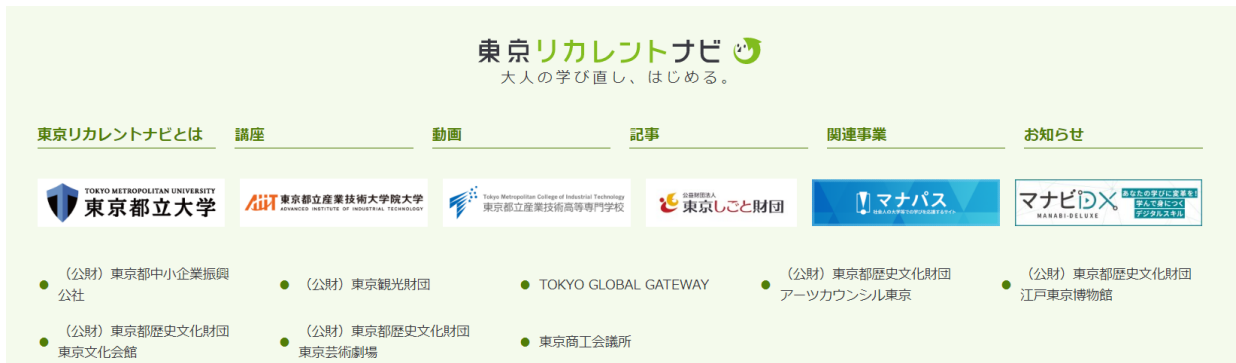 東京リカレントナビ
大人の学び直し、はじめる。
東京リカレントナビとは 講座 動画 記事 関連事業 お知らせ
TOKYO METROPOLITAN UNIVERSITY
東京都立大学
AIIT 東京都立産業技術大学院大学
ADVANCED INSTITUTE OF INDUSTRIAL TECHNOLOGY
Tokyo Metropolitan College of Industrial Technology
東京都立産業技術高等専門学校
公益財団法人
東京しごと財団
マナパス
社会人の大学等での学びを応援するサイト
マナビDX
MANABI-DELUXE
あなたの学びに変革を!
学んで身につく
デジタルスキル
(公財)東京都中小企業振興
公社
(公財)東京観光財団
TOKYO GLOBAL GATEWAY
(公財)東京都歴史文化財団
アーツカウンシル東京
(公財)東京都歴史文化財団
江戸東京博物館
(公財)東京都歴史文化財団
東京文化会館
(公財)東京都歴史文化財団
東京芸術劇場
東京商工会議所